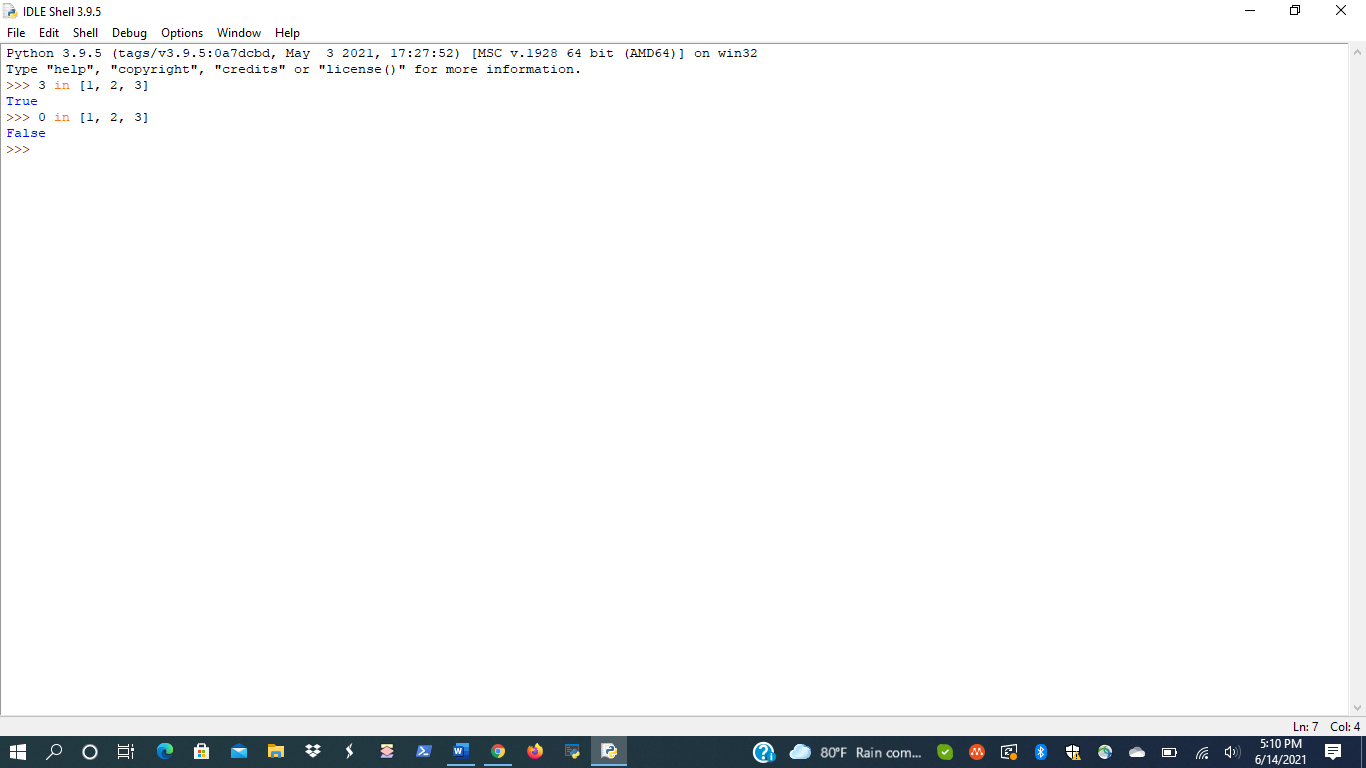 IDLE Shell 3.9.5
File Edit Shell Debug Options Window Help
Python 3.9.5 (tags/v3.9.5:0a7dcbd, May  3 2021, 17:27:52) [MSC v.1928 64 bit (AMD64)] on win32
Type "help", "copyright", "credits" or "license()" for more information.
>>> 3 in [1, 2, 3]
True
>>> 0 in [1, 2, 3]
False
>>>
Ln: 7 Col: 4
80°F Rain com...
5:10 PM
6/14/2021